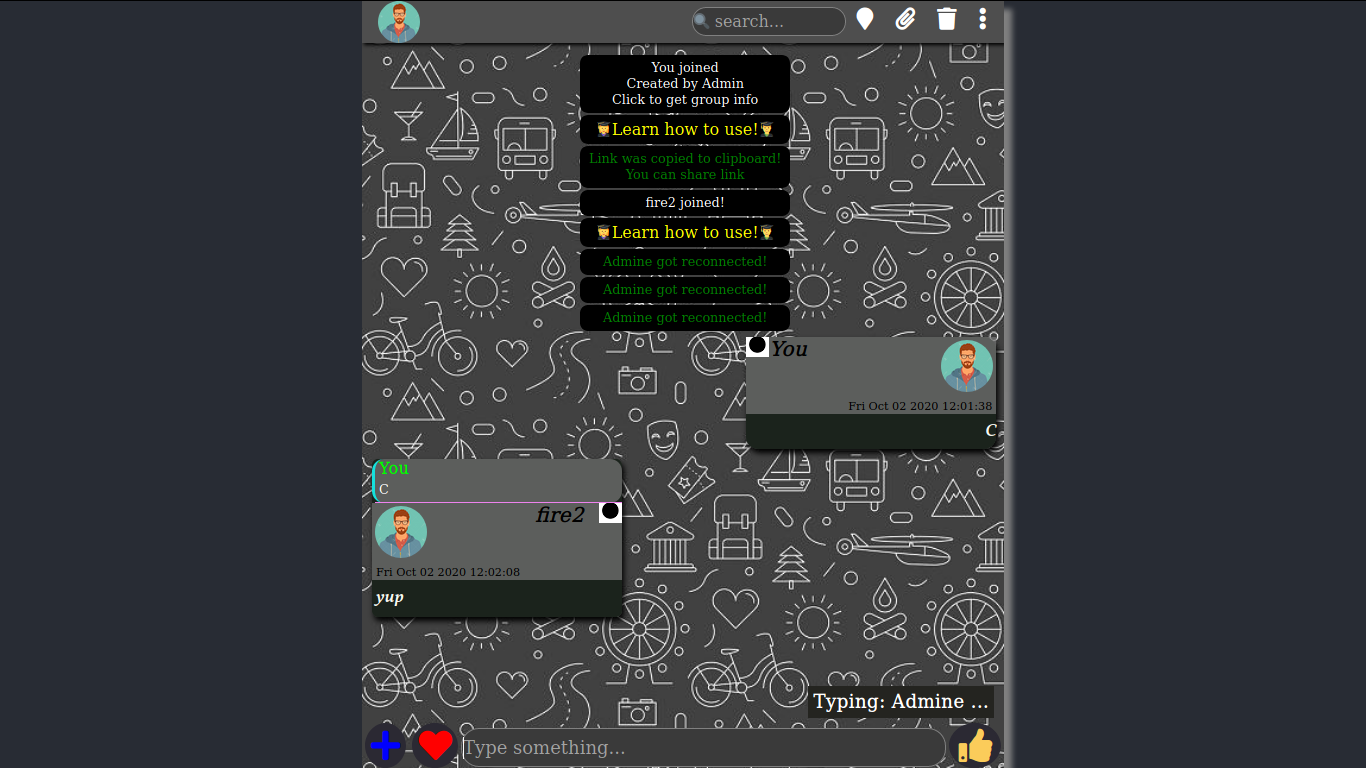 search...
You joined
Created by Admin
Click to get group info
👩‍🎓Learn how to use!👨‍🎓
Link was copied to clipboard!
You can share link
fire2 joined!
👩‍🎓Learn how to use!👨‍🎓
Admine got reconnected!
Admine got reconnected!
Admine got reconnected!
You
Fri Oct 02 2020 12:01:38
C
You
C
fire2
Fri Oct 02 2020 12:02:08
yup
Typing: Admine ...
Type something...